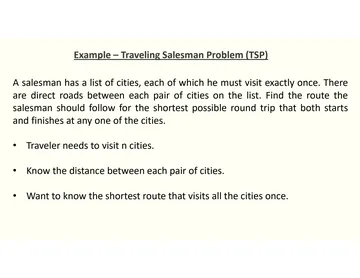 Example – Traveling Salesman Problem (TSP)
A salesman has a list of cities, each of which he must visit exactly once. There
are direct roads between each pair of cities on the list. Find the route the
salesman should follow for the shortest possible round trip that both starts
and finishes at any one of the cities.
• Traveler needs to visit n cities.
• Know the distance between each pair of cities.
• Want to know the shortest route that visits all the cities once.